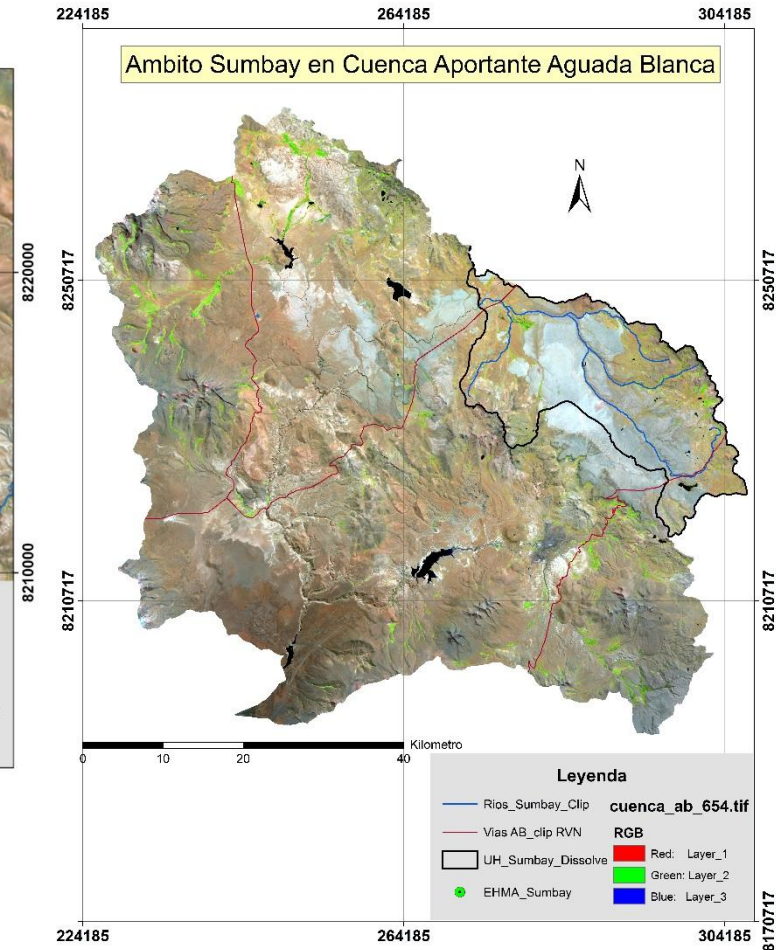 224185 264185 304185
Ambito Sumbay en Cuenca Aportante Aguada Blanca
N
8220000
8250717 8250717
8210000
8210717 8210717
Kilometro
0 10 20 40
Leyenda
Rios_Sumbay_Clip cuenca_ab_654.tif
Vias AB_clip RVN RGB
UH_Sumbay_Dissolve Red: Layer_1
Green: Layer_2
EHMA_Sumbay Blue: Layer_3
8170717
224185 264185 304185